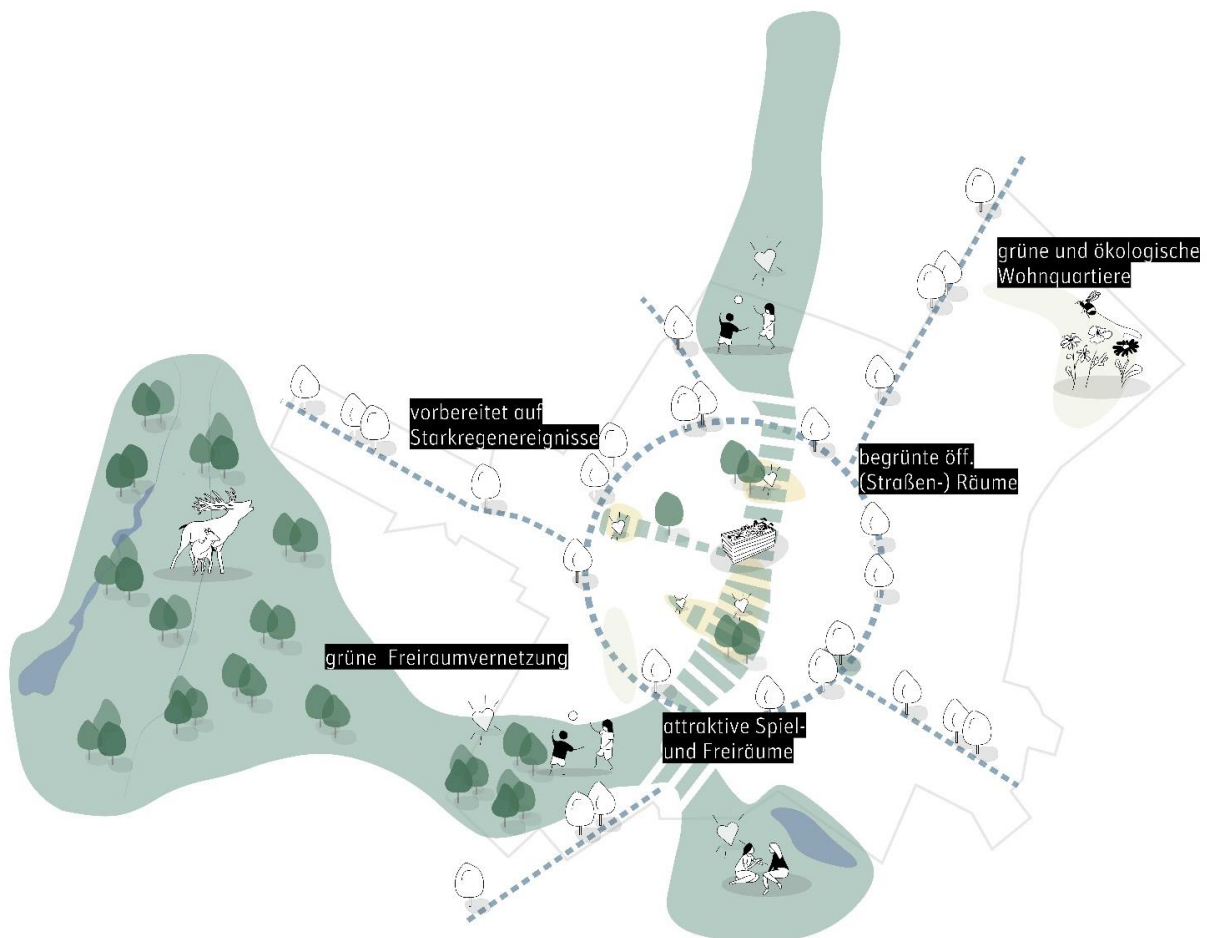 grüne und ökologische
Wohnquartiere
vorbereitet auf
Starkregenereignisse
begrünte öff.
(Straßen-) Räume
grüne Freiraumvernetzung
attraktive Spiel-
und Freiräume